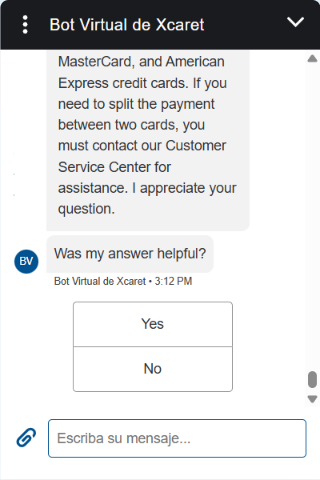 Bot Virtual de Xcaret
MasterCard, and American
Express credit cards. If you
need to split the payment
between two cards, you
must contact our Customer
Service Center for
assistance. I appreciate your
question.
Was my answer helpful?
BV
Bot Virtual de Xcaret • 3:12 PM
Yes
No
Escriba su mensaje...